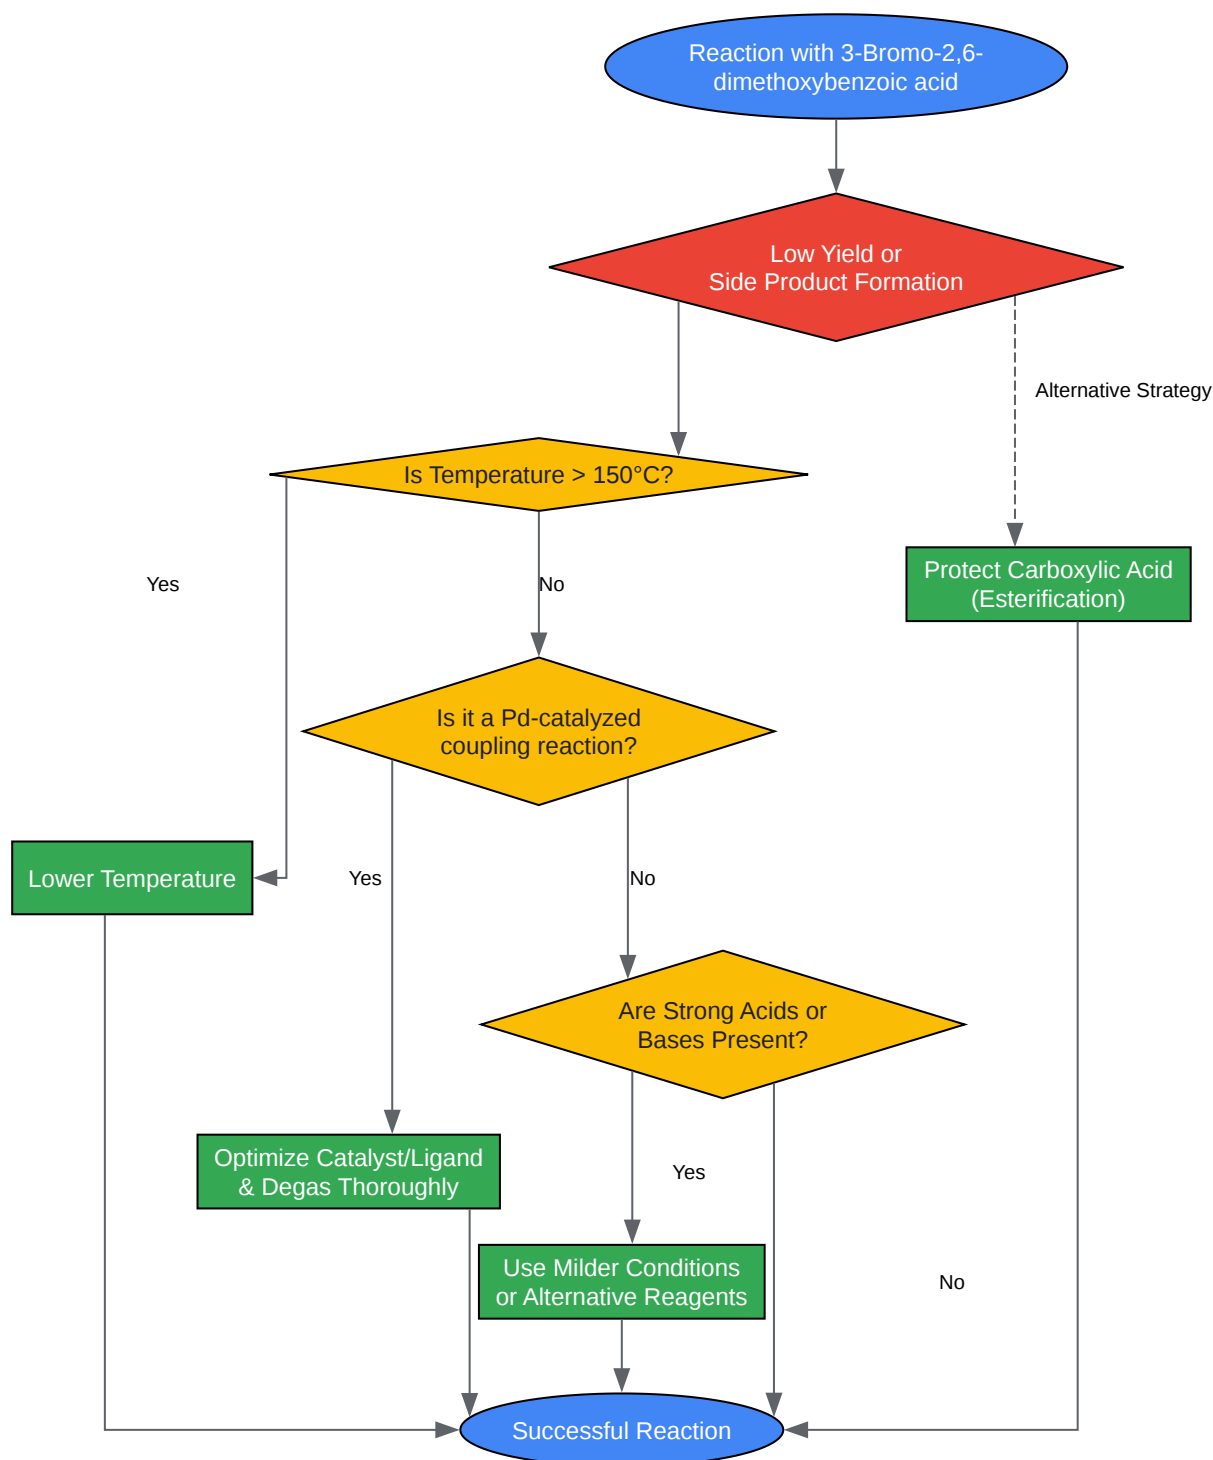 Reaction with 3-Bromo-2,6-
dimethoxybenzoic acid
Low Yield or
Side Product Formation
Alternative Strategy
Is Temperature > 150°C?
Protect Carboxylic Acid
(Esterification)
Yes
No
Is it a Pd-catalyzed
coupling reaction?
Lower Temperature
Yes
No
Are Strong Acids or
Bases Present?
Optimize Catalyst/Ligand
& Degas Thoroughly
Yes
Use Milder Conditions
or Alternative Reagents
No
Successful Reaction